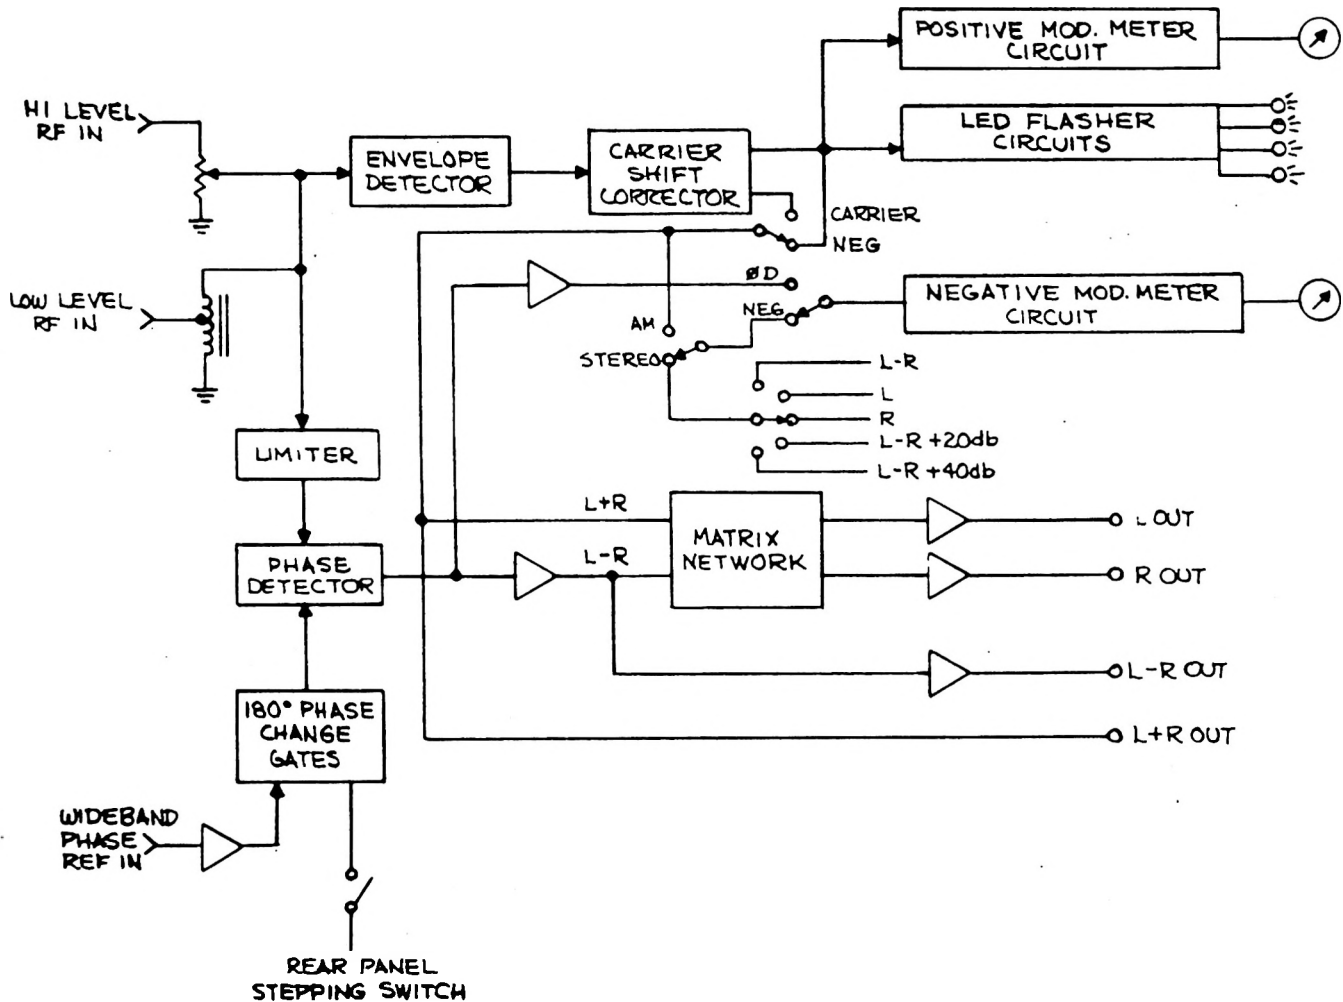 POSITIVE MOD. METER
CIRCUIT
HI LEVEL
RF IN
LED FLASHER
CIRCUITS
ENVELOPE
DETECTOR
CARRIER
SHIFT
CORRECTOR
CARRIER
NEG
ØD
LOW LEVEL
RF IN
NEG
NEGATIVE MOD. METER
CIRCUIT
AM
STEREO
L-R
L
R
L-R +20db
L-R +40db
LIMITER
L+R
L-R
MATRIX
NETWORK
L OUT
R OUT
PHASE
DETECTOR
L-R OUT
180° PHASE
CHANGE
GATES
L+R OUT
WIDEBAND
PHASE
REF IN
REAR PANEL
STEPPING SWITCH